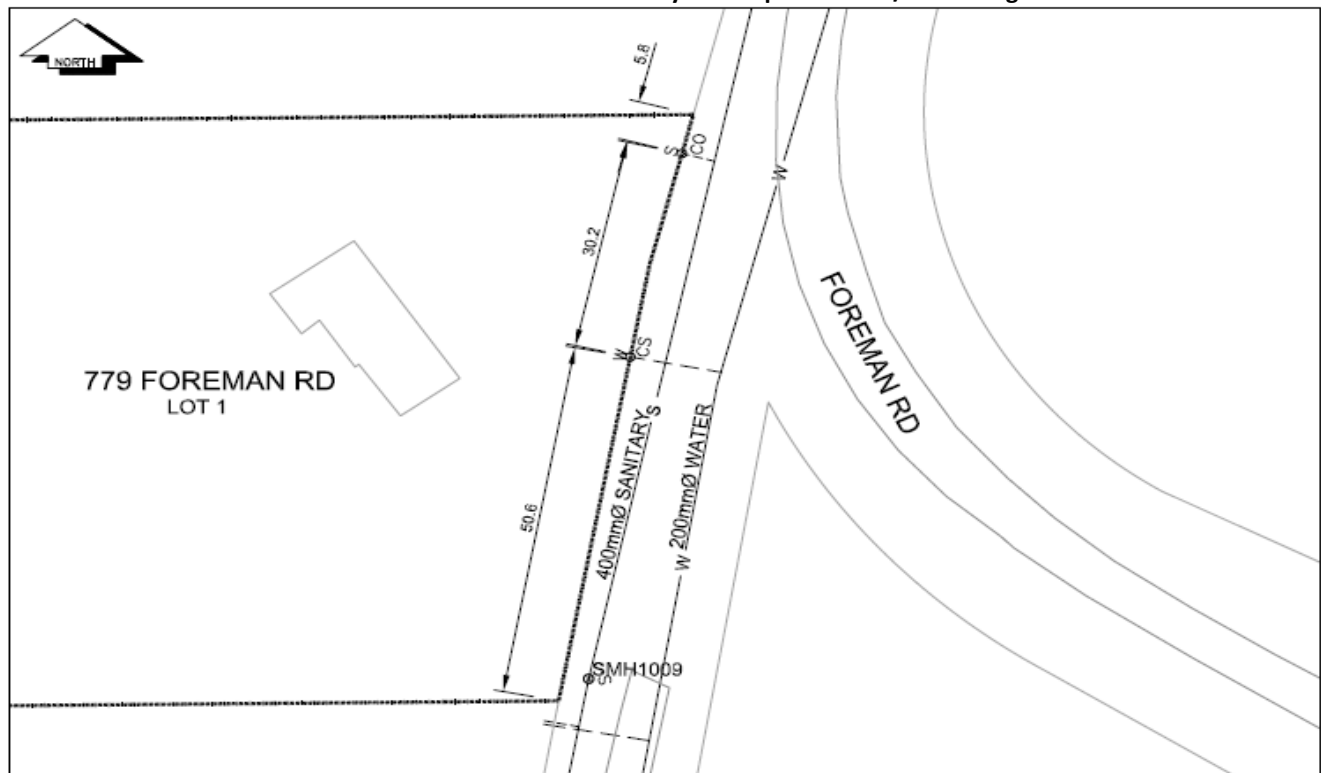 NORTH
5.8
S
CO
W
30.2
FOREMAN RD
W
CS
779 FOREMAN RD
LOT 1
S
400mmØ SANITARY
200mmØ WATER
50.6
W
SMH1009
S